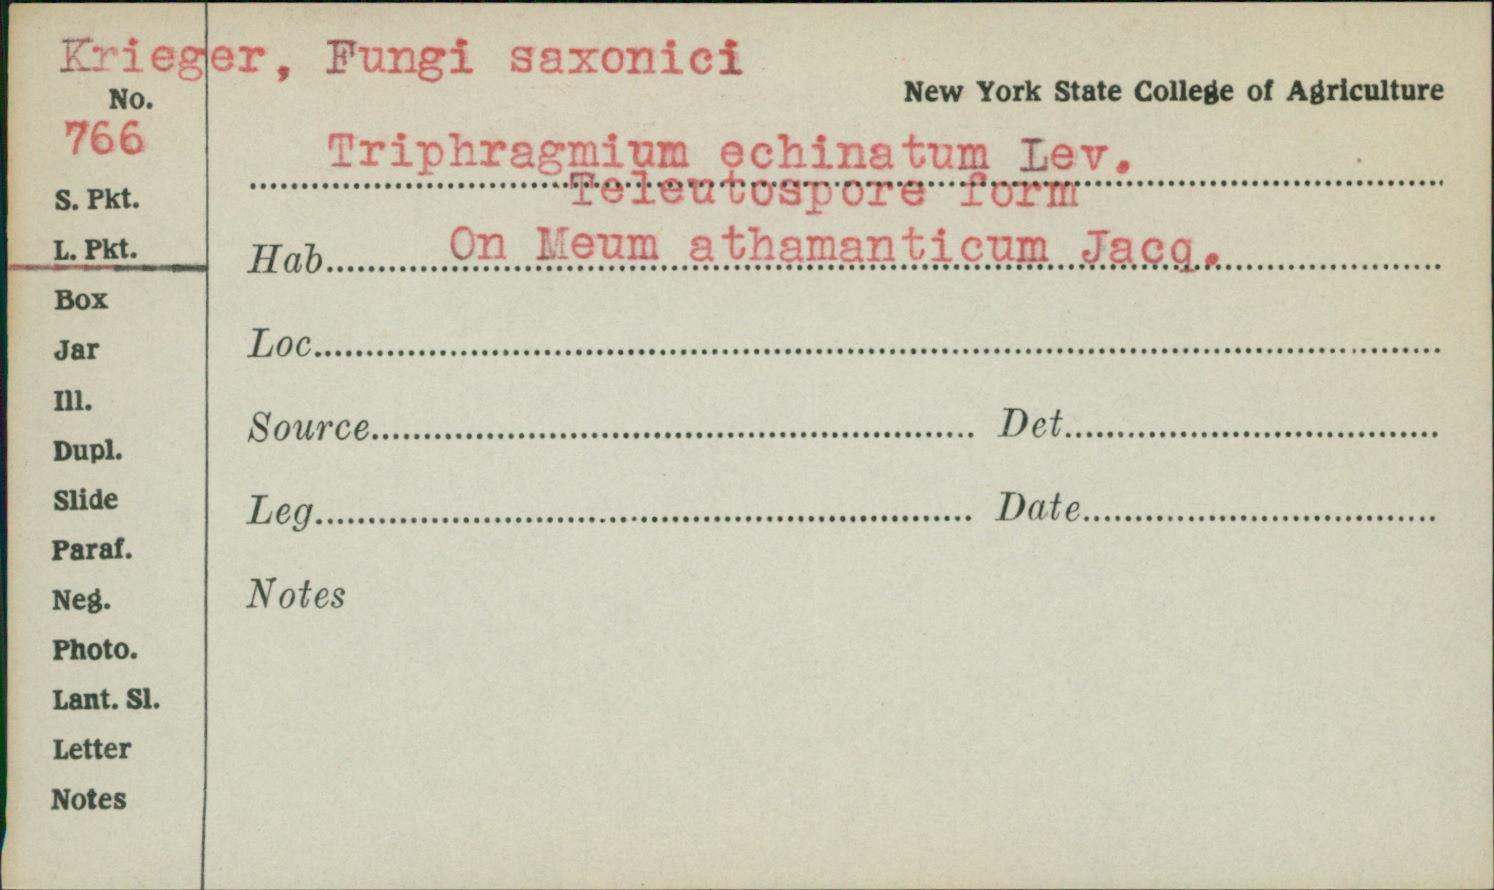 Krieger, Fungi saxonici
New York State College of Agriculture
No.
766
Triphragmium echinatum Lev.
Teleutospore form
S. Pkt.
L. Pkt.
Hab. On Meum athamanticum Jacq.
Box
Jar
Loc.
Ill.
Source Det.
Dupl.
Slide
Leg. Date
Paraf.
Neg.
Notes
Photo.
Lant. Sl.
Letter
Notes